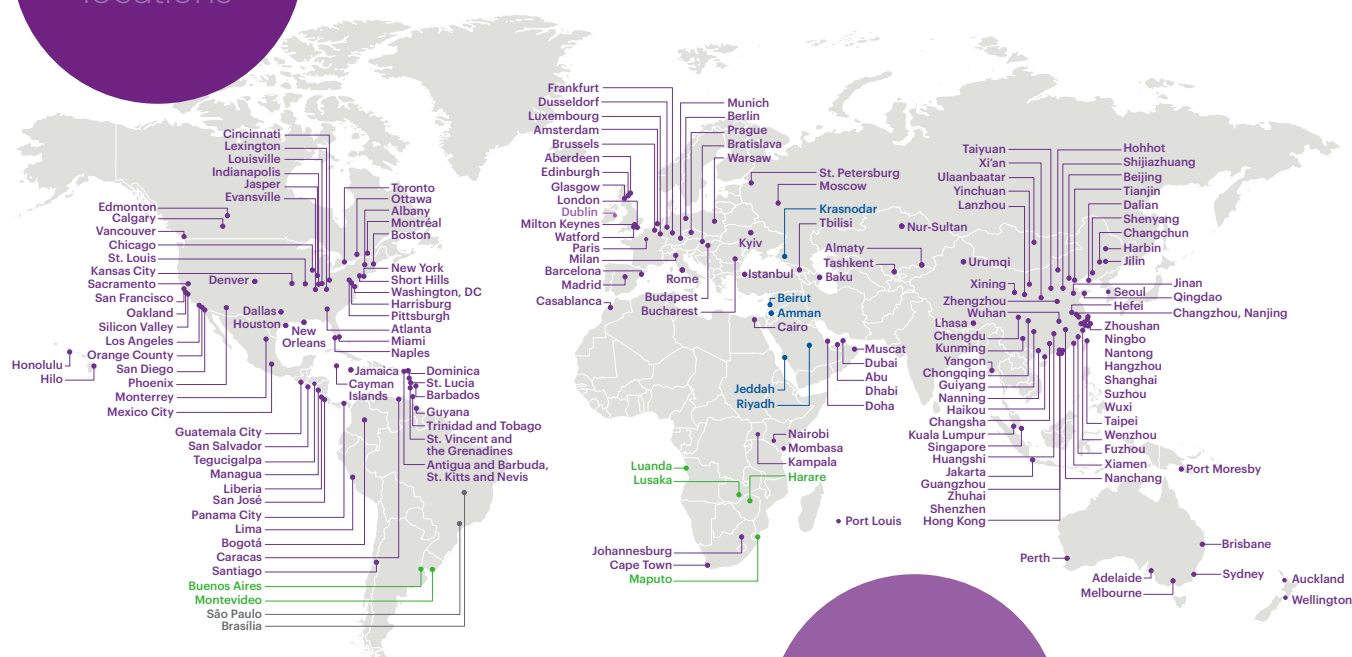 locations
Cincinnati
Lexington
Louisville
Indianapolis
Jasper
Evansville
Edmonton
Calgary
Vancouver
Chicago
St. Louis
Kansas City
Sacramento
San Francisco
Oakland
Silicon Valley
Los Angeles
Orange County
San Diego
Phoenix
Monterrey
Mexico City
Honolulu
Hilo
Denver
Dallas
Houston
New
Orleans
Toronto
Ottawa
Albany
Montréal
Boston
New York
Short Hills
Washington, DC
Harrisburg
Pittsburgh
Atlanta
Miami
Naples
Jamaica
Cayman
Islands
Dominica
St. Lucia
Barbados
Guyana
Trinidad and Tobago
St. Vincent and
the Grenadines
Antigua and Barbuda,
St. Kitts and Nevis
Guatemala City
San Salvador
Tegucigalpa
Managua
Liberia
San José
Panama City
Lima
Bogotá
Caracas
Santiago
Buenos Aires
Montevideo
São Paulo
Brasília
Frankfurt
Dusseldorf
Luxembourg
Amsterdam
Brussels
Aberdeen
Edinburgh
Glasgow
London
Dublin
Milton Keynes
Watford
Paris
Milan
Barcelona
Madrid
Casablanca
Munich
Berlin
Prague
Bratislava
Warsaw
St. Petersburg
Moscow
Krasnodar
Tbilisi
Kyiv
Rome
Istanbul
Baku
Budapest
Bucharest
Almaty
Tashkent
Nur-Sultan
Urumqi
Beirut
Amman
Cairo
Muscat
Dubai
Abu
Dhabi
Doha
Jeddah
Riyadh
Nairobi
Mombasa
Kampala
Luanda
Lusaka
Harare
Port Louis
Johannesburg
Cape Town
Maputo
Taiyuan
Xi'an
Ulaanbaatar
Yinchuan
Lanzhou
Xining
Zhengzhou
Wuhan
Lhasa
Chengdu
Kunming
Yangon
Chongqing
Guiyang
Nanning
Haikou
Changsha
Kuala Lumpur
Singapore
Huangshi
Jakarta
Guangzhou
Zhuhai
Shenzhen
Hong Kong
Hohhot
Shijiazhuang
Beijing
Tianjin
Dalian
Shenyang
Changchun
Harbin
Jilin
Jinan
Seoul
Qingdao
Hefei
Changzhou, Nanjing
Zhoushan
Ningbo
Nantong
Hangzhou
Shanghai
Suzhou
Wuxi
Taipei
Wenzhou
Fuzhou
Xiamen
Nanchang
Port Moresby
Perth
Adelaide
Melbourne
Brisbane
Sydney
Auckland
Wellington